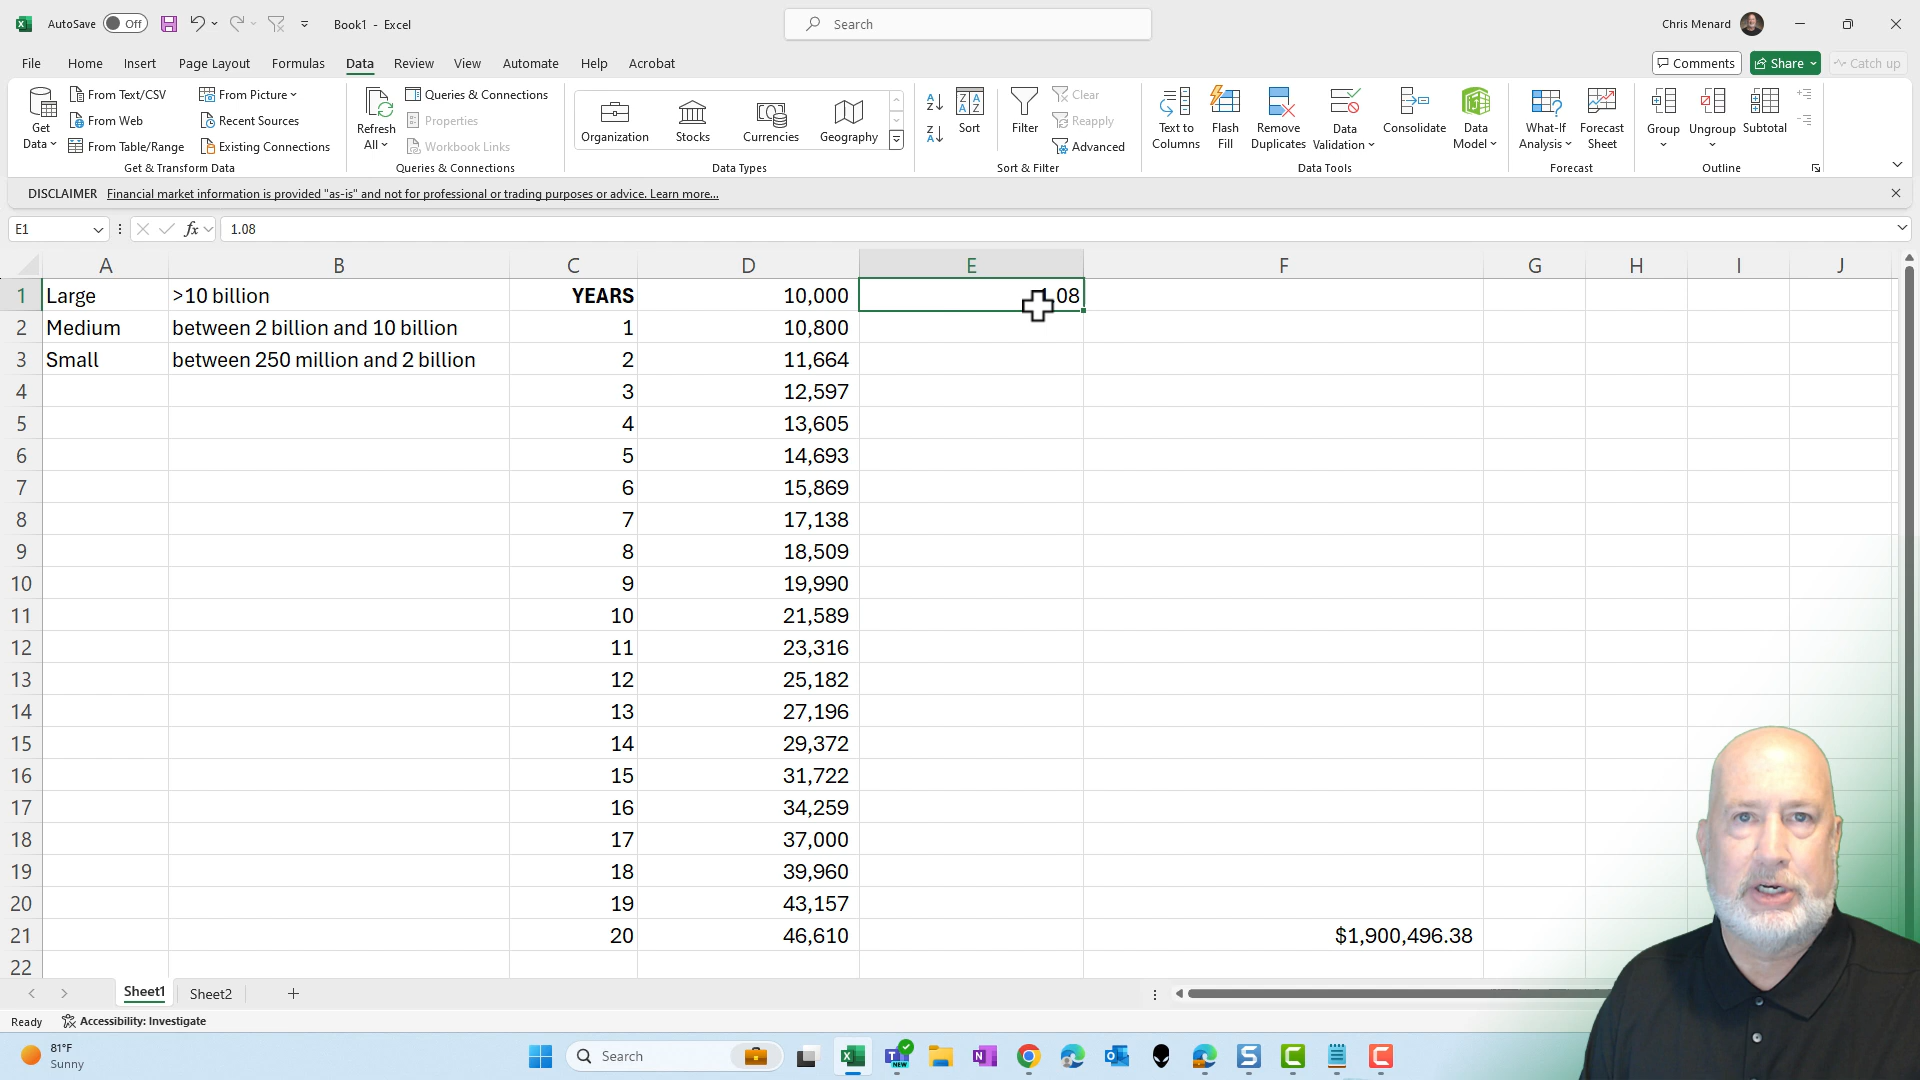 AutoSave Off Book1 - Excel Search Chris Menard
File Home Insert Page Layout Formulas Data Review View Automate Help Acrobat Comments Share Catch up
Get Data
From Text/CSV
From Web
From Table/Range
From Picture
Recent Sources
Existing Connections
Get & Transform Data
Refresh All
Queries & Connections
Properties
Workbook Links
Queries & Connections
Organization Stocks Currencies Geography
Data Types
Sort
Filter
Clear
Reapply
Advanced
Sort & Filter
Text to Columns
Flash Fill
Remove Duplicates
Data Validation
Consolidate
Data Model
Data Tools
What-If Analysis
Forecast Sheet
Forecast
Group
Ungroup
Subtotal
Outline
DISCLAIMER Financial market information is provided "as-is" and not for professional or trading purposes or advice. Learn more...
E1 fx 1.08
A B C D E F G H I J
1 Large >10 billion YEARS 10,000 1.08
2 Medium between 2 billion and 10 billion 1 10,800
3 Small between 250 million and 2 billion 2 11,664
4 3 12,597
5 4 13,605
6 5 14,693
7 6 15,869
8 7 17,138
9 8 18,509
10 9 19,990
11 10 21,589
12 11 23,316
13 12 25,182
14 13 27,196
15 14 29,372
16 15 31,722
17 16 34,259
18 17 37,000
19 18 39,960
20 19 43,157
21 20 46,610 $1,900,496.38
22
Sheet1 Sheet2
Ready Accessibility: Investigate
81°F
Sunny
Search
NEW